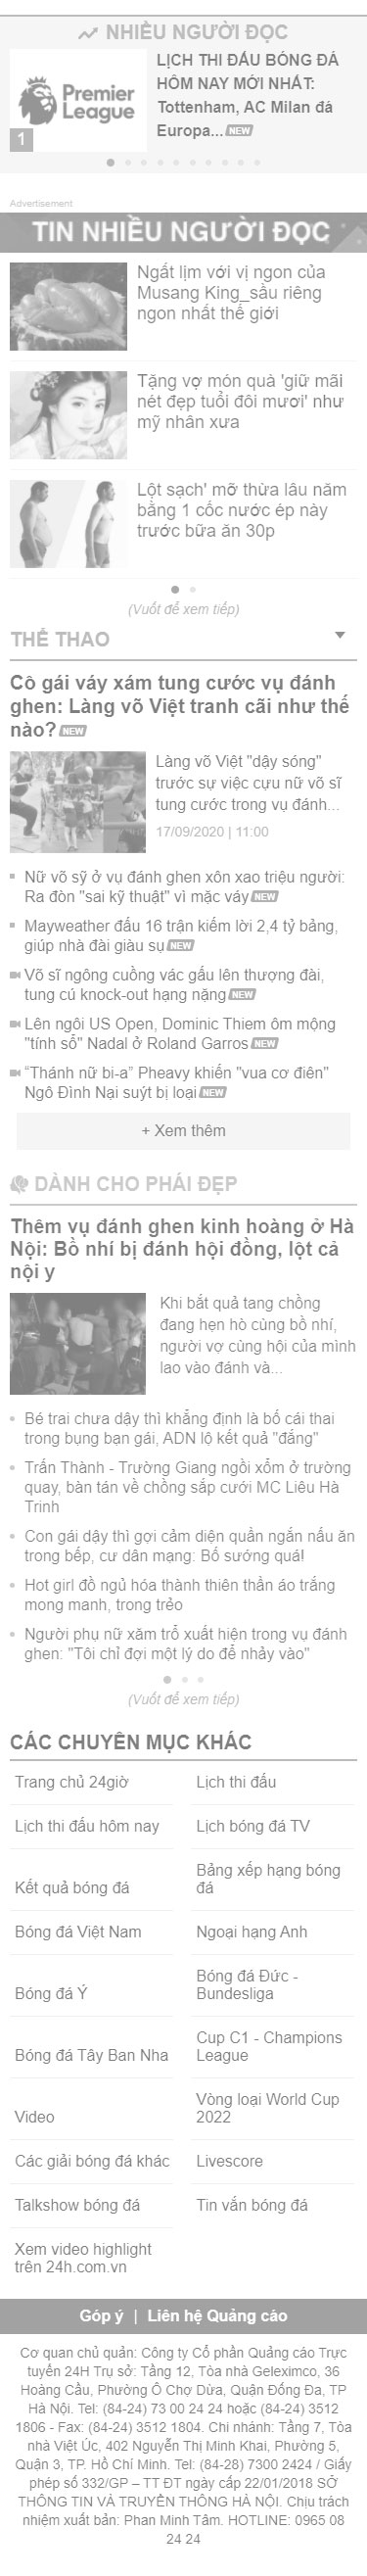 NHIỀU NGƯỜI ĐỌC
Premier
League
1
LỊCH THI ĐẤU BÓNG ĐÁ
HÔM NAY MỚI NHẤT:
Tottenham, AC Milan đá
Europa... NEW
Advertisement
TIN NHIỀU NGƯỜI ĐỌC
Ngất lịm với vị ngon của
Musang King_sầu riêng
ngon nhất thế giới
Tặng vợ món quà 'giữ mãi
nét đẹp tuổi đôi mươi' như
mỹ nhân xưa
Lột sạch' mỡ thừa lâu năm
bằng 1 cốc nước ép này
trước bữa ăn 30p
(Vuốt để xem tiếp)
THỂ THAO
Cô gái váy xám tung cước vụ đánh
ghen: Làng võ Việt tranh cãi như thế
nào? NEW
Làng võ Việt "dậy sóng"
trước sự việc cựu nữ võ sĩ
tung cước trong vụ đánh...
17/09/2020 | 11:00
Nữ võ sỹ ở vụ đánh ghen xôn xao triệu người:
Ra đòn "sai kỹ thuật" vì mặc váy NEW
Mayweather đấu 16 trận kiếm lời 2,4 tỷ bảng,
giúp nhà đài giàu sụ NEW
Võ sĩ ngông cuồng vác gấu lên thượng đài,
tung cú knock-out hạng nặng NEW
Lên ngôi US Open, Dominic Thiem ôm mộng
"tính sổ" Nadal ở Roland Garros NEW
“Thánh nữ bi-a” Pheavy khiến "vua cơ điên"
Ngô Đình Nại suýt bị loại NEW
+ Xem thêm
DÀNH CHO PHÁI ĐẸP
Thêm vụ đánh ghen kinh hoàng ở Hà
Nội: Bồ nhí bị đánh hội đồng, lột cả
nội y
Khi bắt quả tang chồng
đang hẹn hò cùng bồ nhí,
người vợ cùng hội của mình
lao vào đánh và...
Bé trai chưa dậy thì khẳng định là bố cái thai
trong bụng bạn gái, ADN lộ kết quả "đắng"
Trấn Thành - Trường Giang ngồi xổm ở trường
quay, bàn tán về chồng sắp cưới MC Liêu Hà
Trinh
Con gái dậy thì gợi cảm diện quần ngắn nấu ăn
trong bếp, cư dân mạng: Bố sướng quá!
Hot girl đồ ngủ hóa thành thiên thần áo trắng
mong manh, trong trẻo
Người phụ nữ xăm trổ xuất hiện trong vụ đánh
ghen: "Tôi chỉ đợi một lý do để nhảy vào"
(Vuốt để xem tiếp)
CÁC CHUYÊN MỤC KHÁC
Trang chủ 24giờ
Lịch thi đấu
Lịch thi đấu hôm nay
Lịch bóng đá TV
Kết quả bóng đá
Bảng xếp hạng bóng
đá
Bóng đá Việt Nam
Ngoại hạng Anh
Bóng đá Ý
Bóng đá Đức -
Bundesliga
Bóng đá Tây Ban Nha
Cup C1 - Champions
League
Video
Vòng loại World Cup
2022
Các giải bóng đá khác
Livescore
Talkshow bóng đá
Tin vắn bóng đá
Xem video highlight
trên 24h.com.vn
Góp ý | Liên hệ Quảng cáo
Cơ quan chủ quản: Công ty Cổ phần Quảng cáo Trực
tuyến 24H Trụ sở: Tầng 12, Tòa nhà Geleximco, 36
Hoàng Cầu, Phường Ô Chợ Dừa, Quận Đống Đa, TP
Hà Nội. Tel: (84-24) 73 00 24 24 hoặc (84-24) 3512
1806 - Fax: (84-24) 3512 1804. Chi nhánh: Tầng 7, Tòa
nhà Việt Úc, 402 Nguyễn Thị Minh Khai, Phường 5,
Quận 3, TP. Hồ Chí Minh. Tel: (84-28) 7300 2424 / Giấy
phép số 332/GP – TT ĐT ngày cấp 22/01/2018 SỞ
THÔNG TIN VÀ TRUYỀN THÔNG HÀ NỘI. Chịu trách
nhiệm xuất bản: Phan Minh Tâm. HOTLINE: 0965 08
24 24